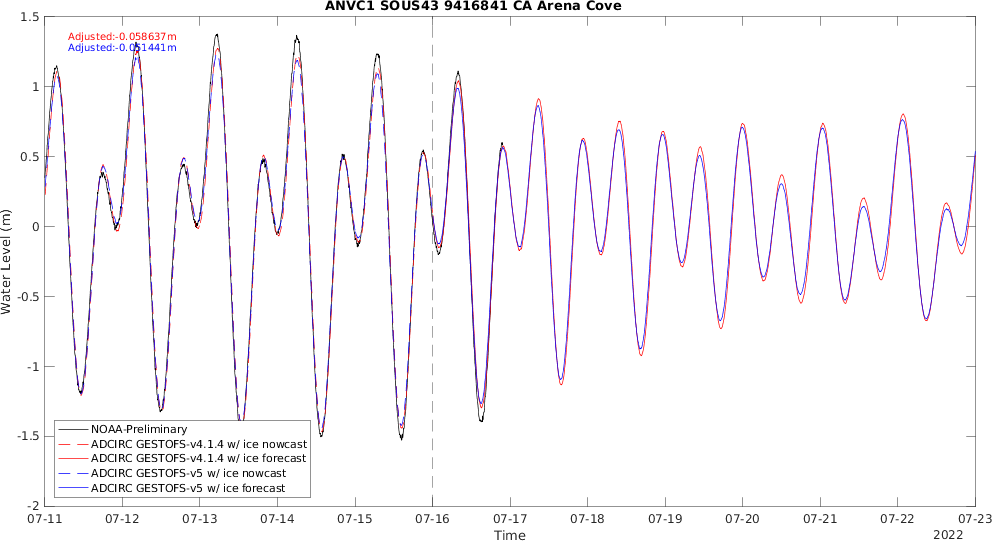 ANVC1 SOUS43 9416841 CA Arena Cove
Adjusted:-0.058637m
Adjusted:-0.051441m
1.5
1
0.5
0
-0.5
-1
-1.5
-2
Water Level (m)
NOAA-Preliminary
ADCIRC GESTOFS-v4.1.4 w/ ice nowcast
ADCIRC GESTOFS-v4.1.4 w/ ice forecast
ADCIRC GESTOFS-v5 w/ ice nowcast
ADCIRC GESTOFS-v5 w/ ice forecast
07-11 07-12 07-13 07-14 07-15 07-16 07-17 07-18 07-19 07-20 07-21 07-22 07-23
Time
2022